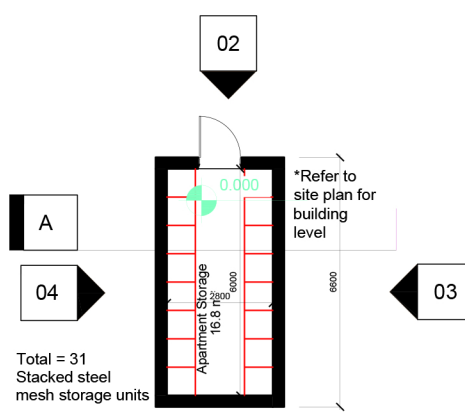 02
0.000
*Refer to
site plan for
building
level
A
04
03
Apartment Storage
16.8 m
2800
6000
6600
Total = 31
Stacked steel
mesh storage units